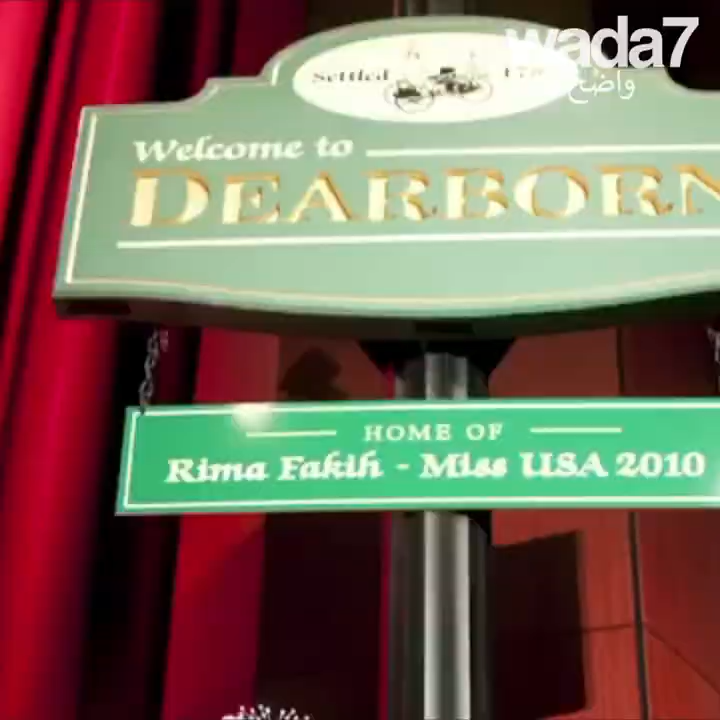 wada7
واضح
Settled
Welcome to
DEARBORN
HOME OF
Rima Fakih - Miss USA 2010